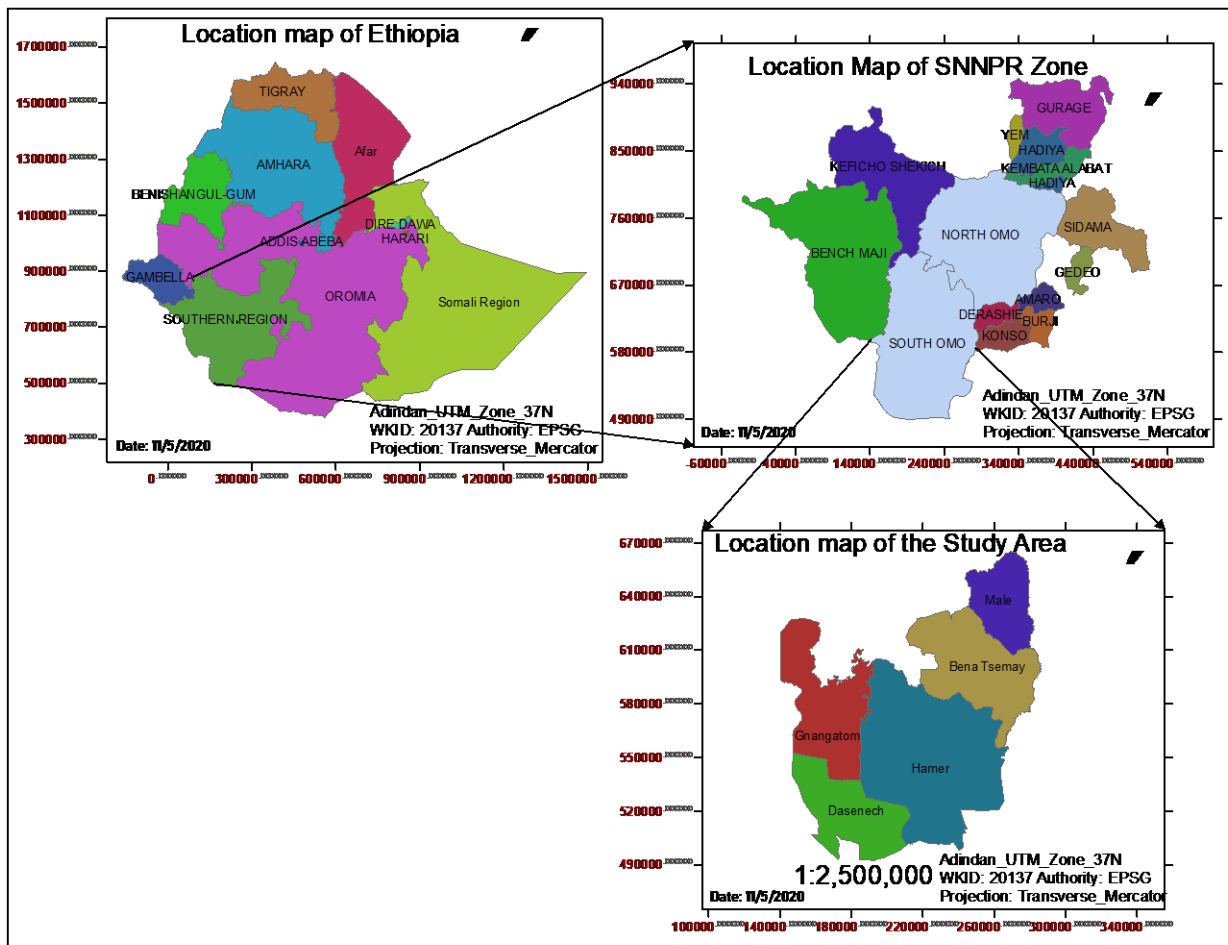 Location map of Ethiopia
1700000
1500000
1300000
1100000
900000
700000
500000
300000
TIGRAY
Afar
AMHARA
BENISHANGUL-GUM
DIRE DAWA
HARARI
ADDIS ABEBA
GAMBELLA
OROMIA
Somali Region
SOUTHERN REGION
Adindan_UTM_Zone_37N
WKID: 20137 Authority: EPSG
Projection: Transverse_Mercator
Date: 11/5/2020
0
300000
600000
900000
1200000
1500000
Location Map of SNNPR Zone
940000
850000
760000
670000
580000
490000
GURAGE
YEM
HADIYA
KEFICHO SHEKICH
KEMBATA ALABAT
HADIYA
NORTH OMO
SIDAMA
BENCH MAJI
GEDEO
AMARO
DERASHIE
BURJI
KONSO
SOUTH OMO
Adindan_UTM_Zone_37N
WKID: 20137 Authority: EPSG
Projection: Transverse_Mercator
Date: 11/5/2020
-60000
40000
140000
240000
340000
440000
540000
Location map of the Study Area
670000
640000
610000
580000
550000
520000
490000
Male
Bena Tsemay
Gnangatom
Hamer
Dasenech
1:2,500,000
Adindan_UTM_Zone_37N
WKID: 20137 Authority: EPSG
Projection: Transverse_Mercator
Date: 11/5/2020
100000
140000
180000
220000
260000
300000
340000